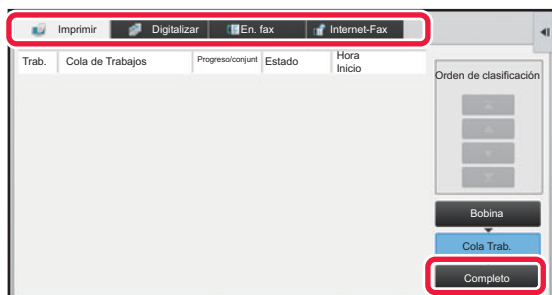 Imprimir Digitalizar En. fax Internet-Fax
Trab. Cola de Trabajos Progreso/conjunt Estado Hora Inicio
Orden de clasificación
Bobina
Cola Trab.
Completo